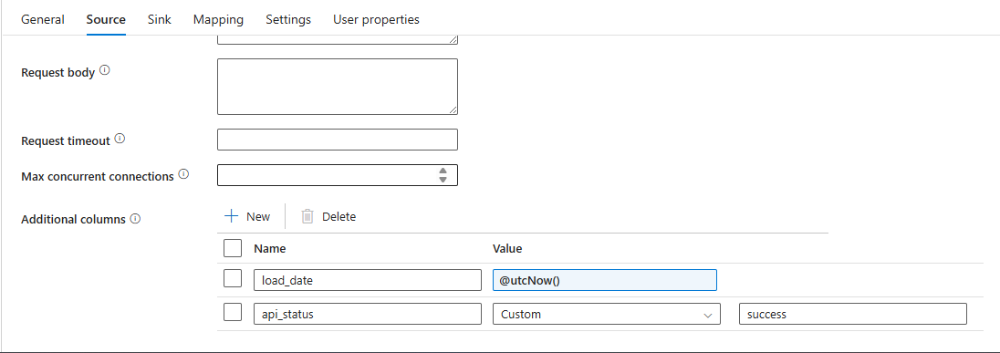 General Source Sink Mapping Settings User properties
Request body
Request timeout
Max concurrent connections
Additional columns New Delete
Name Value
load_date @utcNow()
api_status Custom success